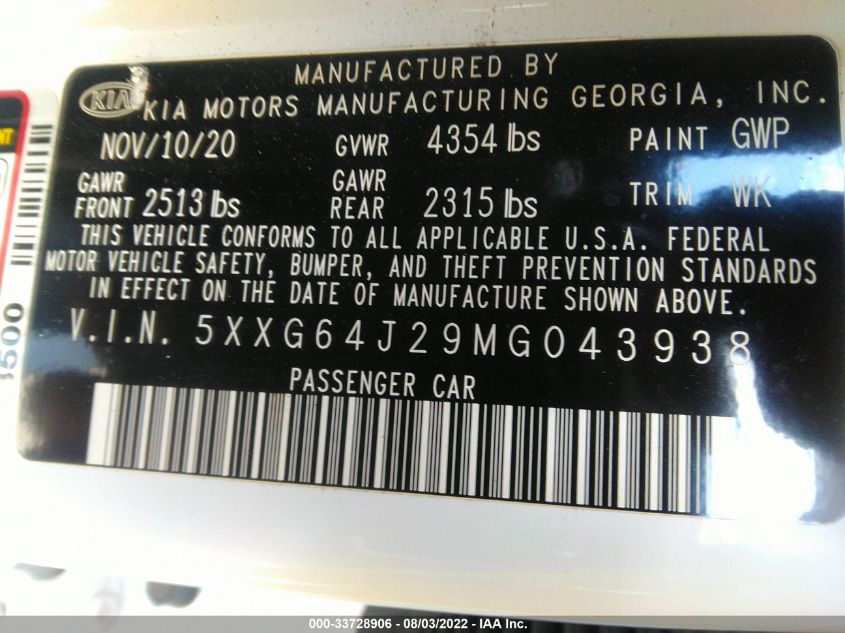 MANUFACTURED BY
KIA KIA MOTORS MANUFACTURING GEORGIA, INC.
NOV/10/20 GVWR 4354 lbs PAINT GWP
GAWR FRONT 2513 lbs GAWR REAR 2315 lbs TRIM WK
THIS VEHICLE CONFORMS TO ALL APPLICABLE U.S.A. FEDERAL
MOTOR VEHICLE SAFETY, BUMPER, AND THEFT PREVENTION STANDARDS
IN EFFECT ON THE DATE OF MANUFACTURE SHOWN ABOVE.
V.I.N. 5XXG64J29MG043938
PASSENGER CAR
000-33728906 - 08/03/2022 - IAAI Inc.